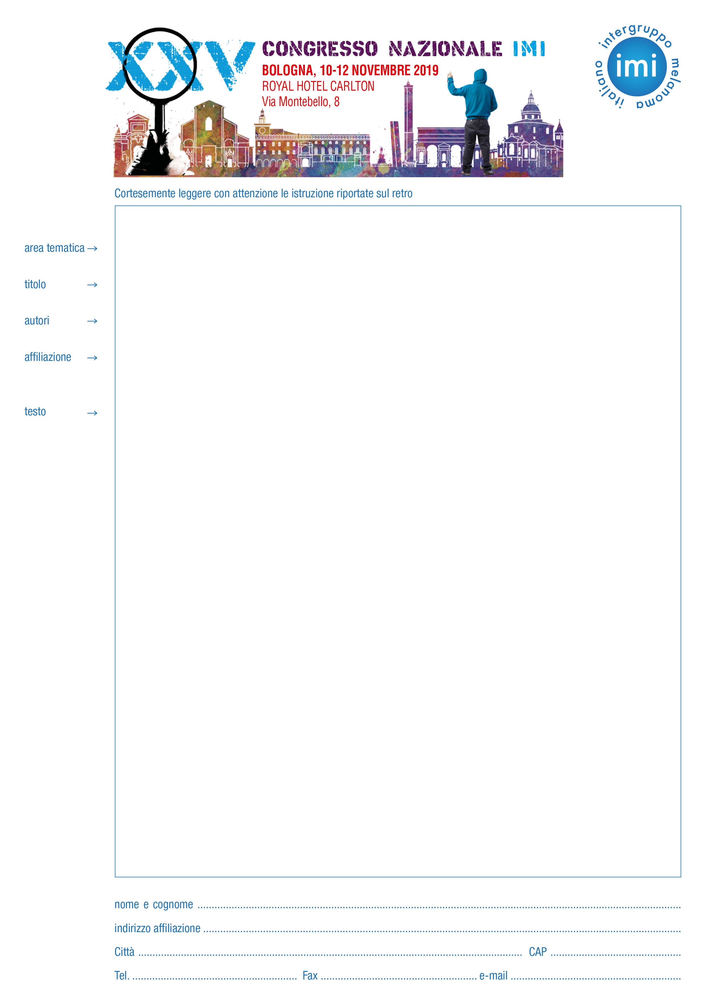 XXV CONGRESSO NAZIONALE IMI
BOLOGNA, 10-12 NOVEMBRE 2019
ROYAL HOTEL CARLTON
Via Montebello, 8
intergruppo melanoma italiano
imi
Cortesemente leggere con attenzione le istruzione riportate sul retro
area tematica →
titolo →
autori →
affiliazione →
testo →
nome e cognome ................................................................
indirizzo affiliazione ................................................................
Città ................................................................ CAP ................................
Tel. ................................ Fax ................................ e-mail ................................